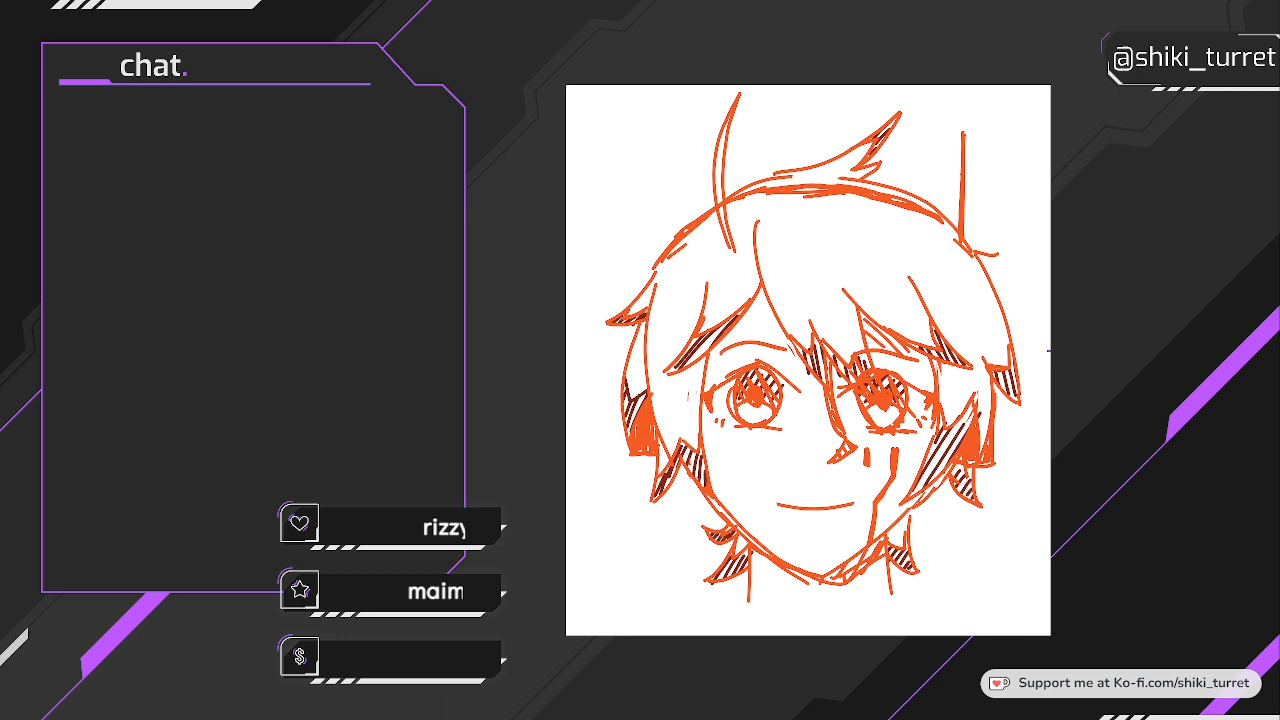 chat.
@shiki_turret
rizzy
maim
$
Support me at Ko-fi.com/shiki_turret